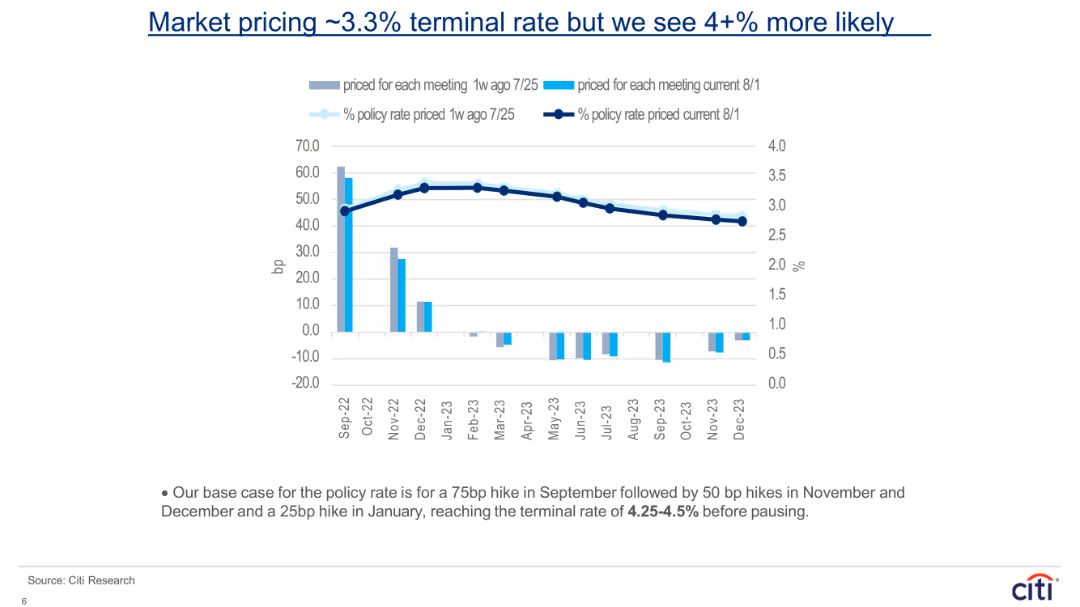 Market pricing ~3.3% terminal rate but we see 4+% more likely
priced for each meeting 1w ago 7/25
priced for each meeting current 8/1
% policy rate priced 1w ago 7/25
% policy rate priced current 8/1
70.0
60.0
50.0
40.0
30.0
20.0
10.0
0.0
-10.0
-20.0
bp
4.0
3.5
3.0
2.5
2.0
1.5
1.0
0.5
0.0
%
Sep-22
Oct-22
Nov-22
Dec-22
Jan-23
Feb-23
Mar-23
Apr-23
May-23
Jun-23
Jul-23
Aug-23
Sep-23
Oct-23
Nov-23
Dec-23
• Our base case for the policy rate is for a 75bp hike in September followed by 50 bp hikes in November and
December and a 25bp hike in January, reaching the terminal rate of 4.25-4.5% before pausing.
Source: Citi Research
6
citi